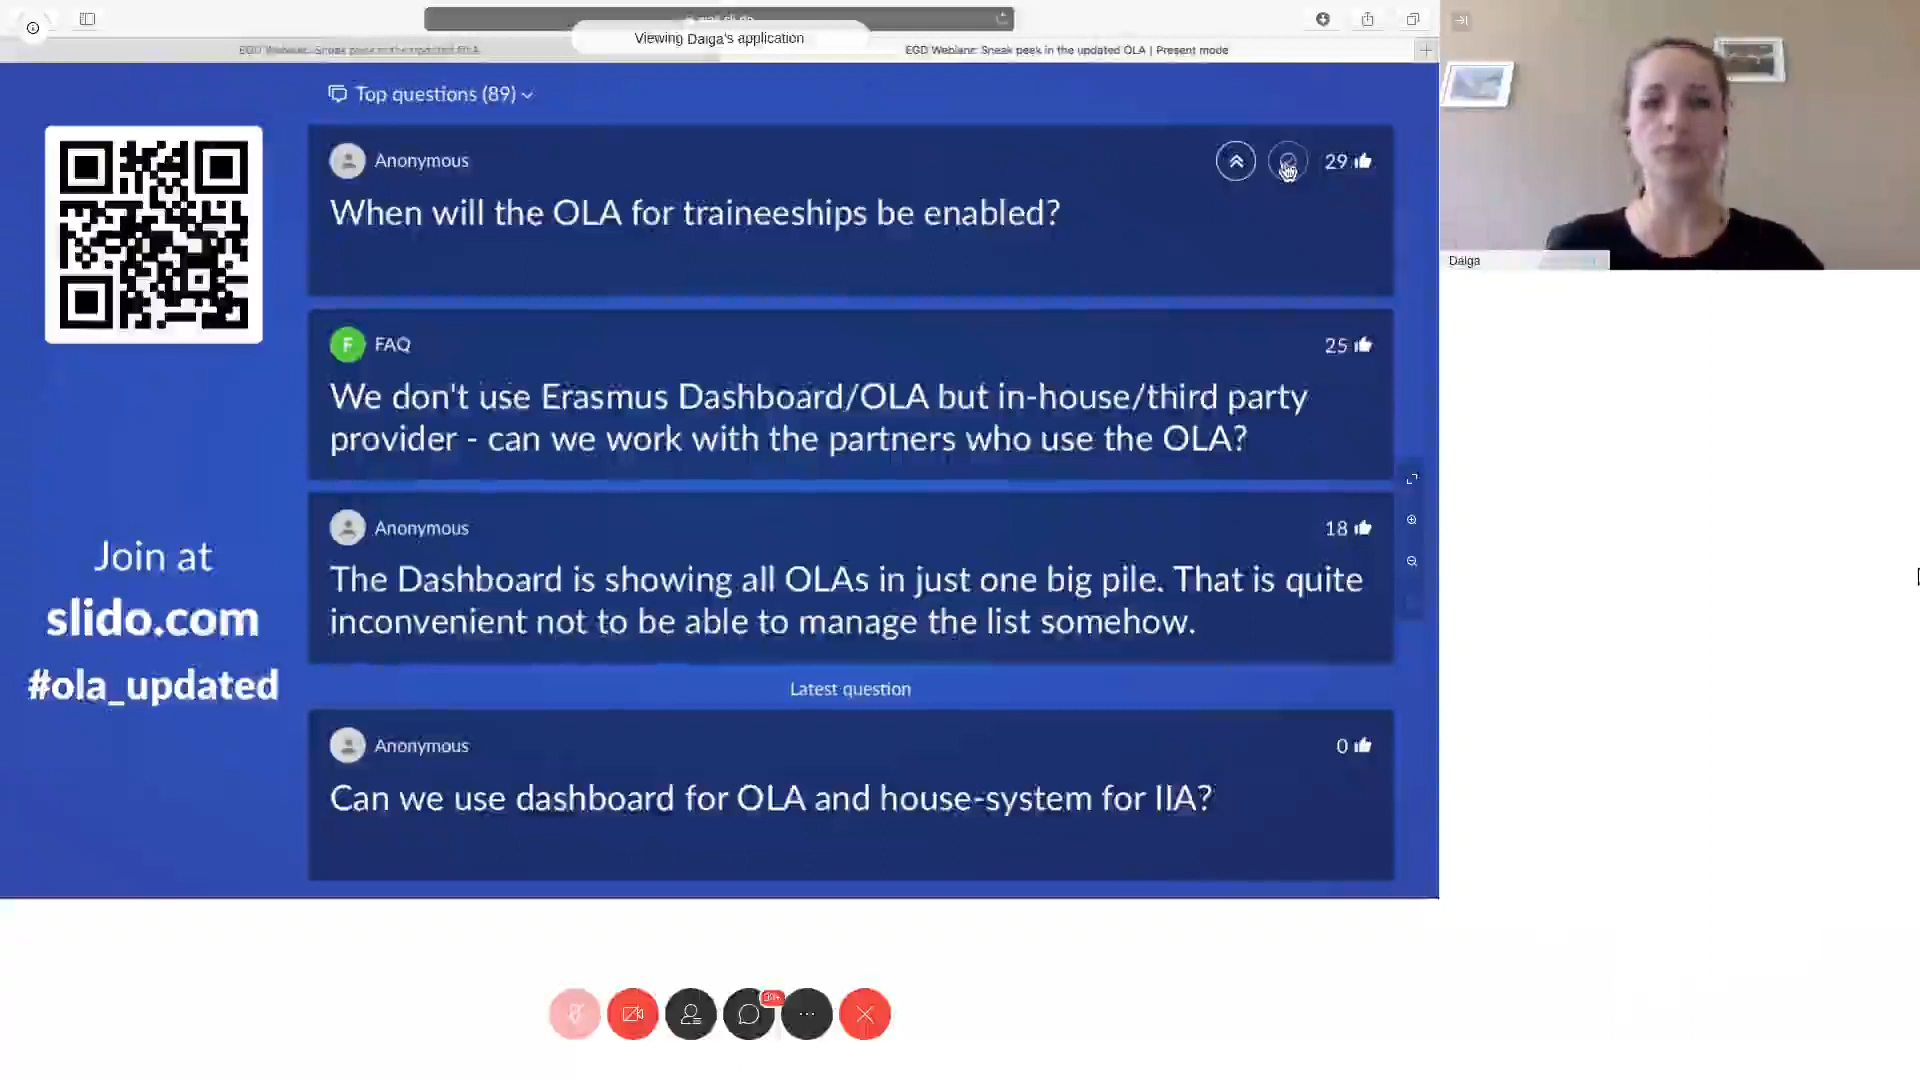 Viewing Daiga's application
EGD Webianr: Sneak peek in the updated OLA | Present mode
Top questions (89)
Anonymous
29
When will the OLA for traineeships be enabled?
F FAQ
25
We don't use Erasmus Dashboard/OLA but in-house/third party
provider - can we work with the partners who use the OLA?
Anonymous
18
The Dashboard is showing all OLAs in just one big pile. That is quite
inconvenient not to be able to manage the list somehow.
Latest question
Anonymous
0
Can we use dashboard for OLA and house-system for IIA?
Join at
slido.com
#ola_updated
Daiga